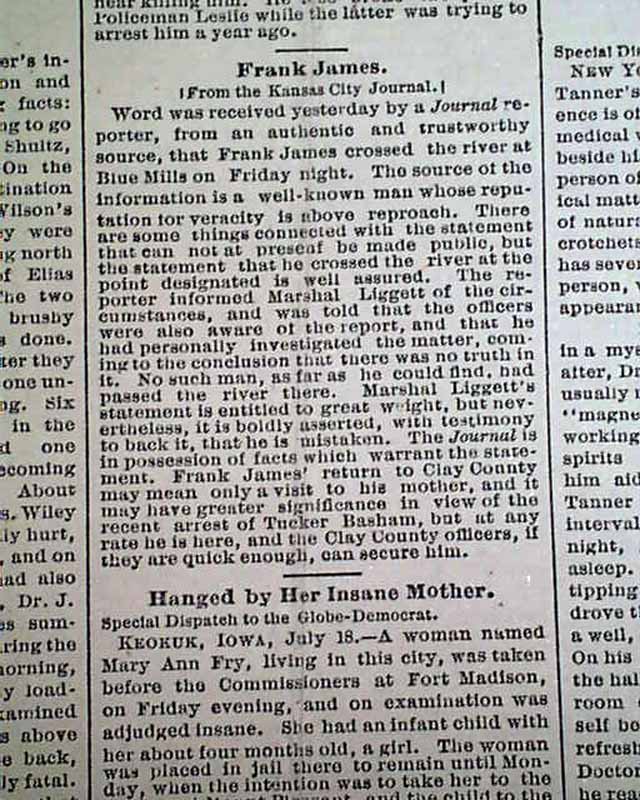 er's in-
on and
facts:
ng to go
Shultz,
On the
tination
Wilson's
ey were
ng north
of Elias
The two
brushy
s done.
ter they
one un-
ng. Six
in the
d one
ecoming
About
s. Wiley
ly hurt,
, and on
had also
, Dr. J.
es sum-
ring the
norning,
y load-
xamined
s above
e back,
ly fatal.
near killing him.
Policeman Leslie while the latter was trying to
arrest him a year ago.
Frank James.
[From the Kansas City Journal.]
Word was received yesterday by a Journal re-
porter, from an authentic and trustworthy
source, that Frank James crossed the river at
Blue Mills on Friday night. The source of the
information is a well-known man whose repu-
tation for veracity is above reproach. There
are some things connected with the statement
that can not at present be made public, but
the statement that he crossed the river at the
point designated is well assured. The re-
porter informed Marshal Liggett of the cir-
cumstances, and was told that the officers
were also aware of the report, and that he
had personally investigated the matter, com-
ing to the conclusion that there was no truth in
it. No such man, as far as he could find, had
passed the river there. Marshal Liggett's
statement is entitled to great weight, but nev-
ertheless, it is boldly asserted, with testimony
to back it, that he is mistaken. The Journal is
in possession of facts which warrant the state-
ment. Frank James' return to Clay County
may mean only a visit to his mother, and it
may have greater significance in view of the
recent arrest of Tucker Basham, but at any
rate he is here, and the Clay County officers, if
they are quick enough, can secure him.
Hanged by Her Insane Mother.
Special Dispatch to the Globe-Democrat.
KEOKUK, IOWA, July 18.—A woman named
Mary Ann Fry, living in this city, was taken
before the Commissioners at Fort Madison,
on Friday evening, and on examination was
adjudged insane. She had an infant child with
her about four months old, a girl. The woman
was placed in jail there to remain until Mon-
day, when the intention was to take her to the
and the child to the
Special Dis
NEW YO
Tanner's
ence is of
medical
beside hi
person of
ical matt
of natura
crotchets
has sever
person, v
appearan
in a mys
after, Dr
usually
"magne
working
spirits
him aid
Tanner
interval
night,
asleep.
tipping
drove th
a well,
On his
the hal
room
self bo
refresh
Doctor
he rea